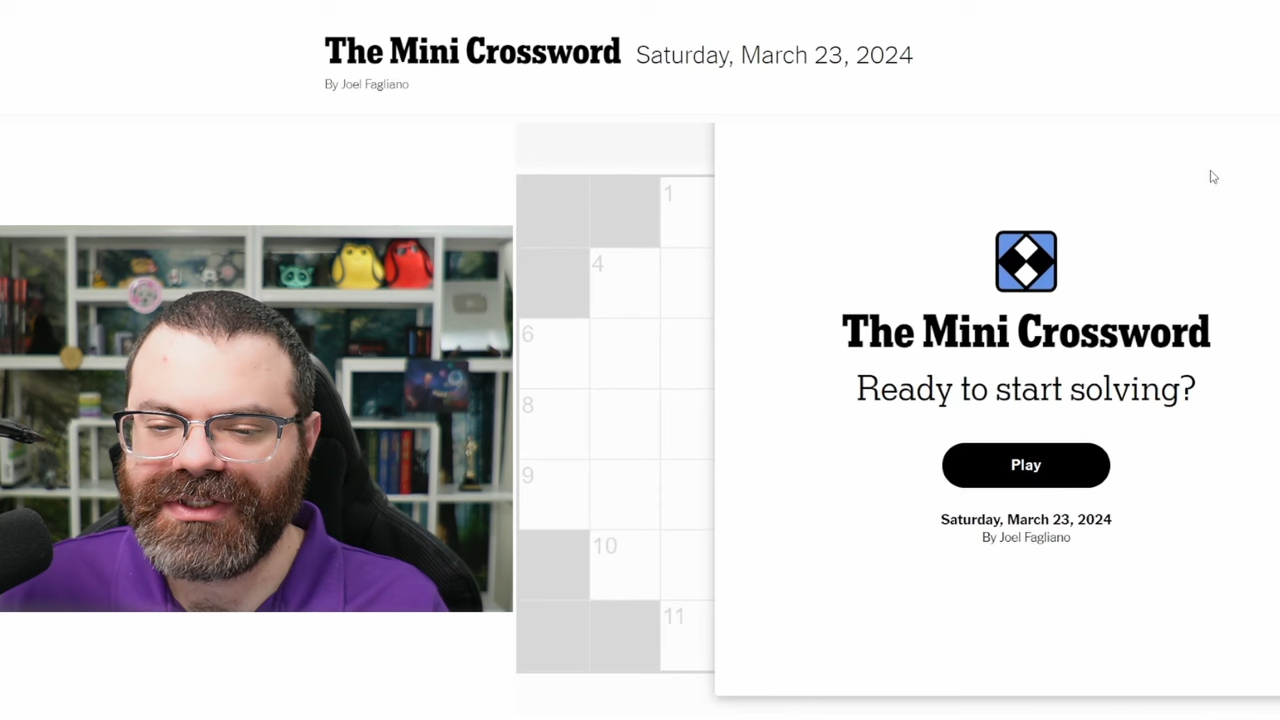 The Mini Crossword Saturday, March 23, 2024
By Joel Fagliano
1
4
6
8
9
10
11
The Mini Crossword
Ready to start solving?
Play
Saturday, March 23, 2024
By Joel Fagliano